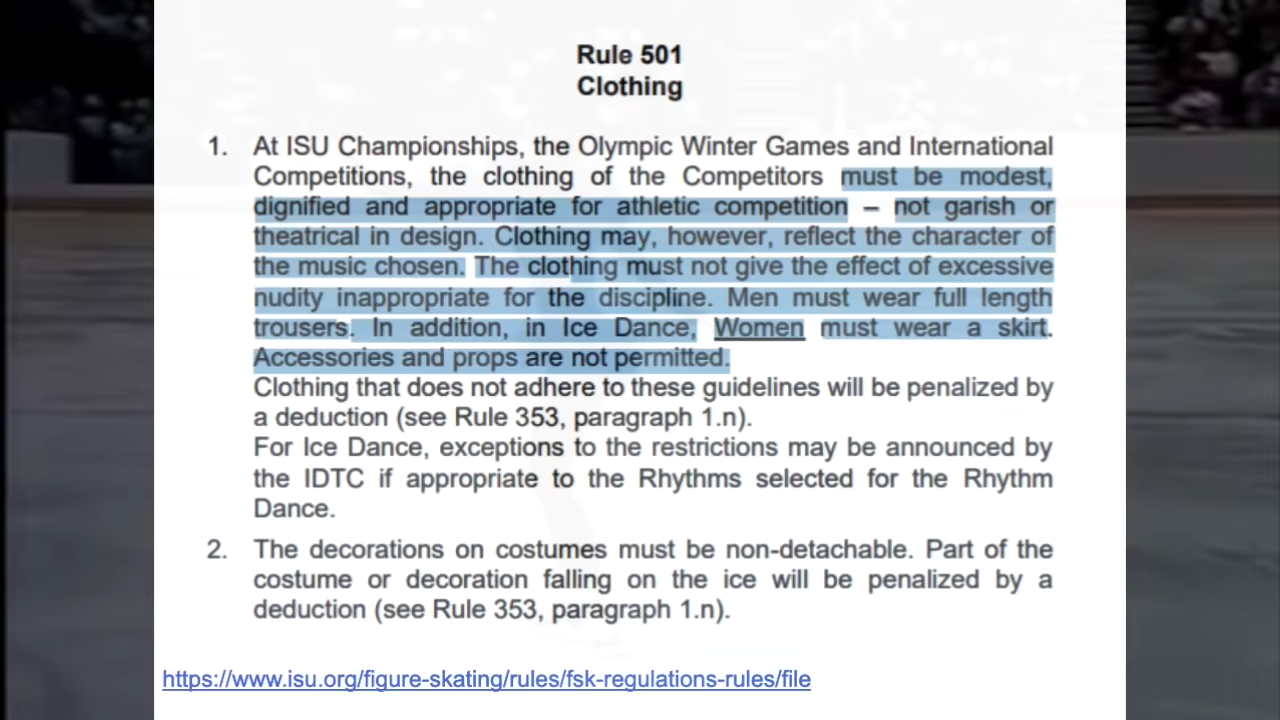 Rule 501
Clothing
1. At ISU Championships, the Olympic Winter Games and International
Competitions, the clothing of the Competitors must be modest,
dignified and appropriate for athletic competition – not garish or
theatrical in design. Clothing may, however, reflect the character of
the music chosen. The clothing must not give the effect of excessive
nudity inappropriate for the discipline. Men must wear full length
trousers. In addition, in Ice Dance, Women must wear a skirt.
Accessories and props are not permitted.
Clothing that does not adhere to these guidelines will be penalized by
a deduction (see Rule 353, paragraph 1.n).
For Ice Dance, exceptions to the restrictions may be announced by
the IDTC if appropriate to the Rhythms selected for the Rhythm
Dance.
2. The decorations on costumes must be non-detachable. Part of the
costume or decoration falling on the ice will be penalized by a
deduction (see Rule 353, paragraph 1.n).
https://www.isu.org/figure-skating/rules/fsk-regulations-rules/file